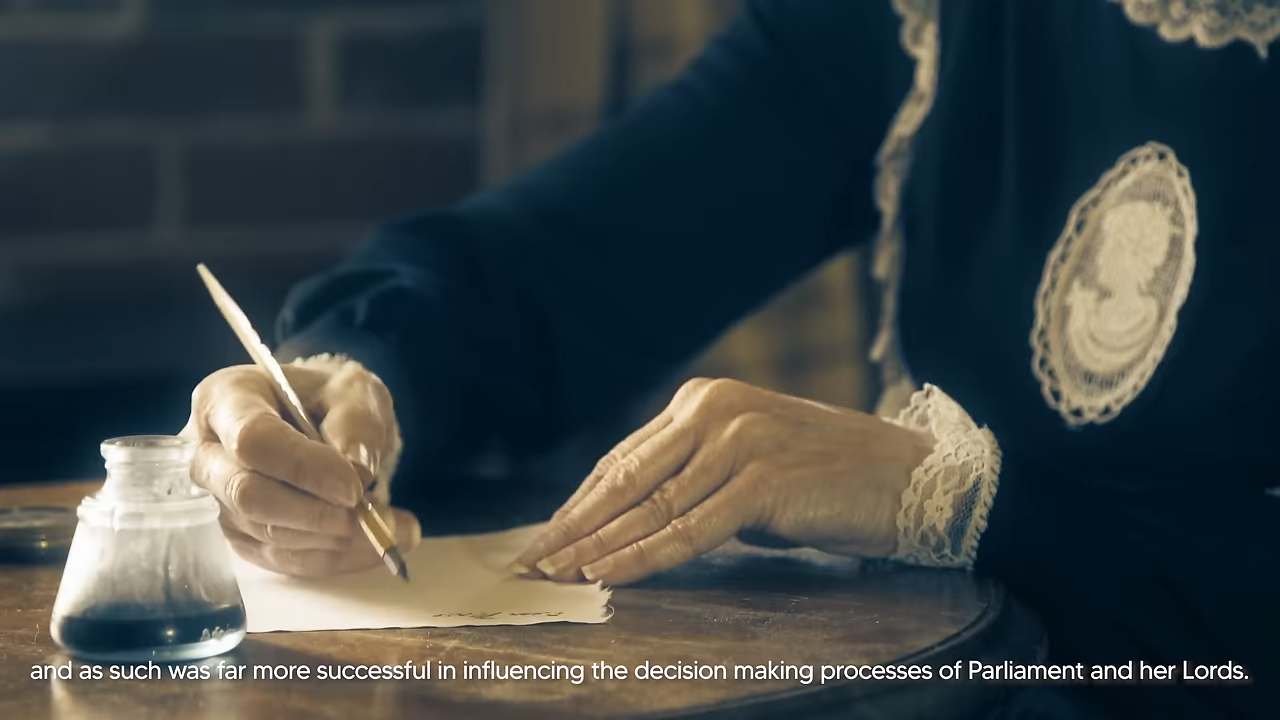 and as such was far more successful in influencing the decision making processes of Parliament and her Lords.